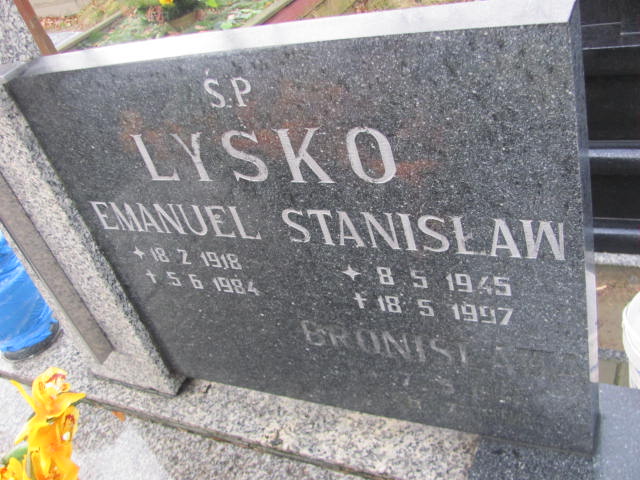 Ś.P
LYSKO
EMANUEL STANISŁAW
* 18 2 1918 * 8 5 1945
† 5 6 1984 † 18 5 1997